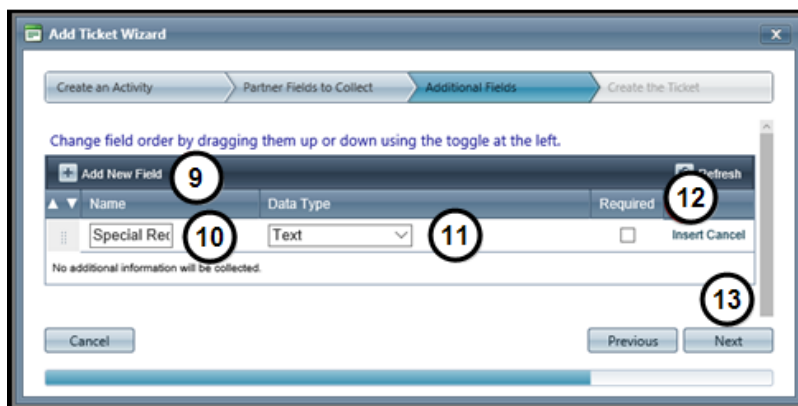 Add Ticket Wizard
X
Create an Activity Partner Fields to Collect Additional Fields Create the Ticket
Change field order by dragging them up or down using the toggle at the left.
+ Add New Field 9 Refresh
▲ ▼ Name Data Type Required 12
Special Rec 10 Text 11 Insert Cancel
No additional information will be collected.
13
Cancel Previous Next